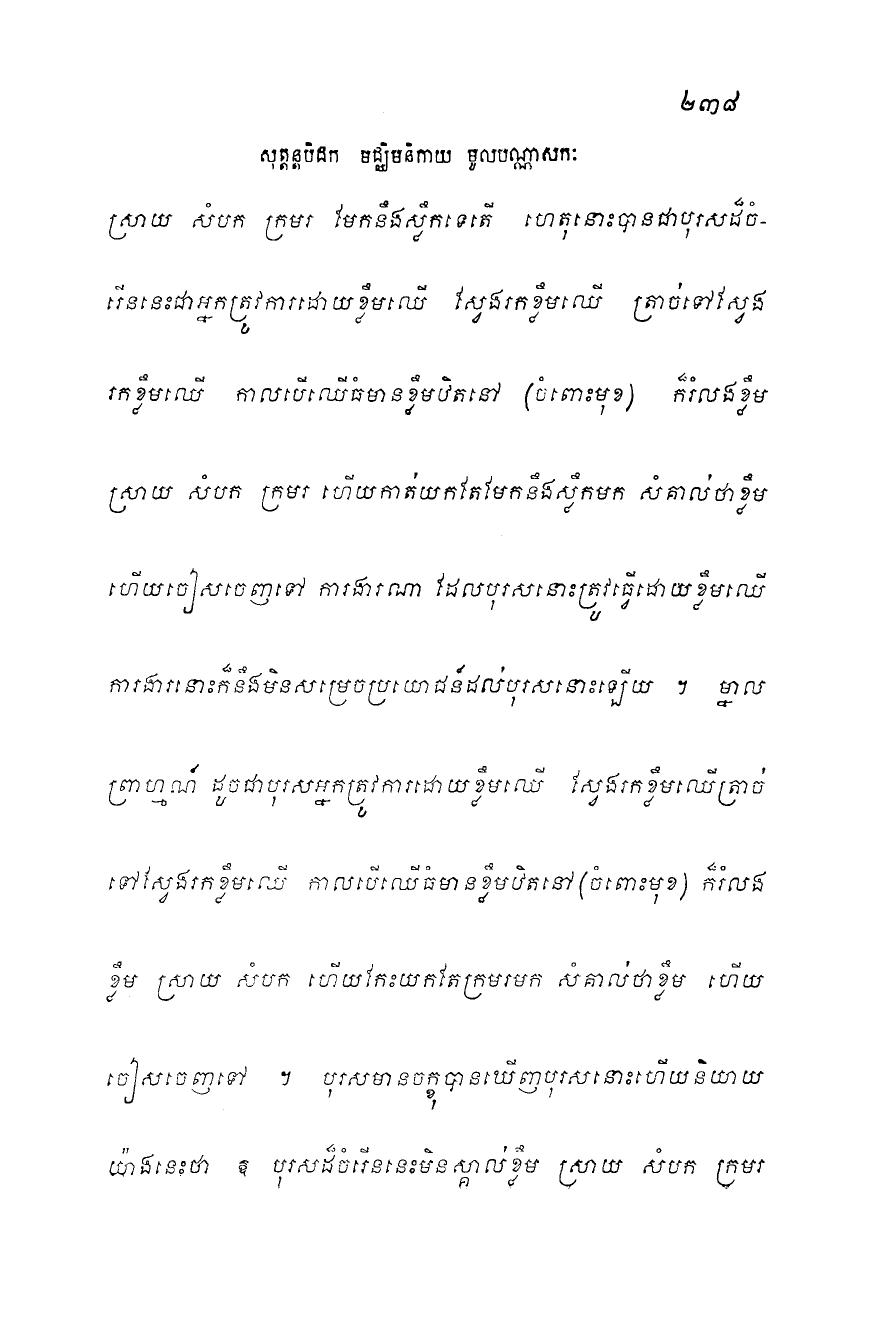 ២៣៨
សុត្តន្តបិដក មជ្ឈិមនិកាយ មូលបណ្ណាសកៈ
ស្រាយ សំបក ក្រមរ មែកនឹងស្លឹកទេតើ ហេតុនោះបានជាបុរសដ៏ចំ-
រើននេះជាអ្នកត្រូវការដោយខ្លឹមឈើ ស្វែងរកខ្លឹមឈើ ត្រាច់ទៅស្វែង
រកខ្លឹមឈើ កាលបើឈើធំមានខ្លឹមឋិតនៅ (ចំពោះមុខ) ក៏រំលងខ្លឹម
ស្រាយ សំបក ក្រមរ ហើយកាត់យកតែមែកនឹងស្លឹកមក សំគាល់ថាខ្លឹម
ហើយចៀសចេញទៅ ការងារណា ដែលបុរសនោះត្រូវធ្វើដោយខ្លឹមឈើ
ការងារនោះក៏នឹងមិនសម្រេចប្រយោជន៍ដល់បុរសនោះឡើយ ។ ម្នាល
ព្រាហ្មណ៍ ដូចជាបុរសអ្នកត្រូវការដោយខ្លឹមឈើ ស្វែងរកខ្លឹមឈើត្រាច់
ទៅស្វែងរកខ្លឹមឈើ កាលបើឈើធំមានខ្លឹមឋិតនៅ(ចំពោះមុខ) ក៏រំលង
ខ្លឹម ស្រាយ សំបក ហើយកែះយកតែក្រមរមក សំគាល់ថាខ្លឹម ហើយ
ចៀសចេញទៅ ។ បុរសមានចក្ខុបានឃើញបុរសនោះហើយនិយាយ
យ៉ាងនេះថា ឱ បុរសដ៏ចំរើននេះមិនស្គាល់ខ្លឹម ស្រាយ សំបក ក្រមរ